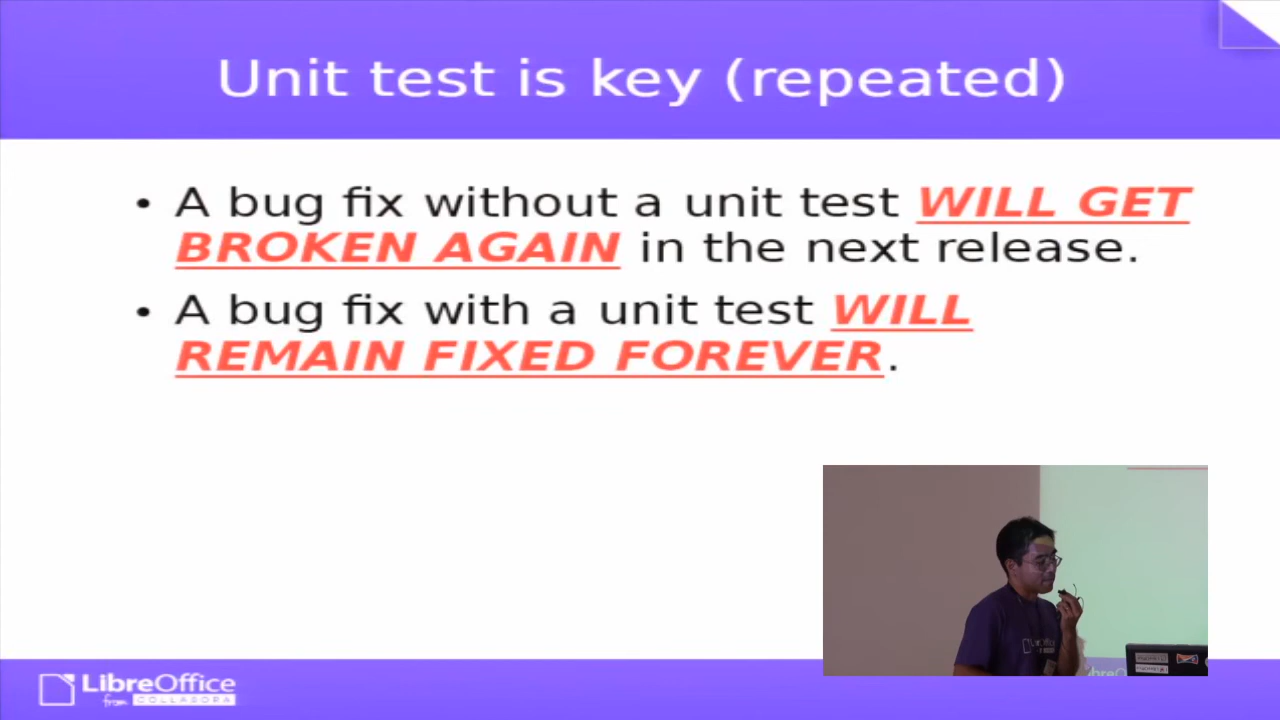 Unit test is key (repeated)
• A bug fix without a unit test WILL GET
BROKEN AGAIN in the next release.
• A bug fix with a unit test WILL
REMAIN FIXED FOREVER.
LibreOffice
from COLLABORA